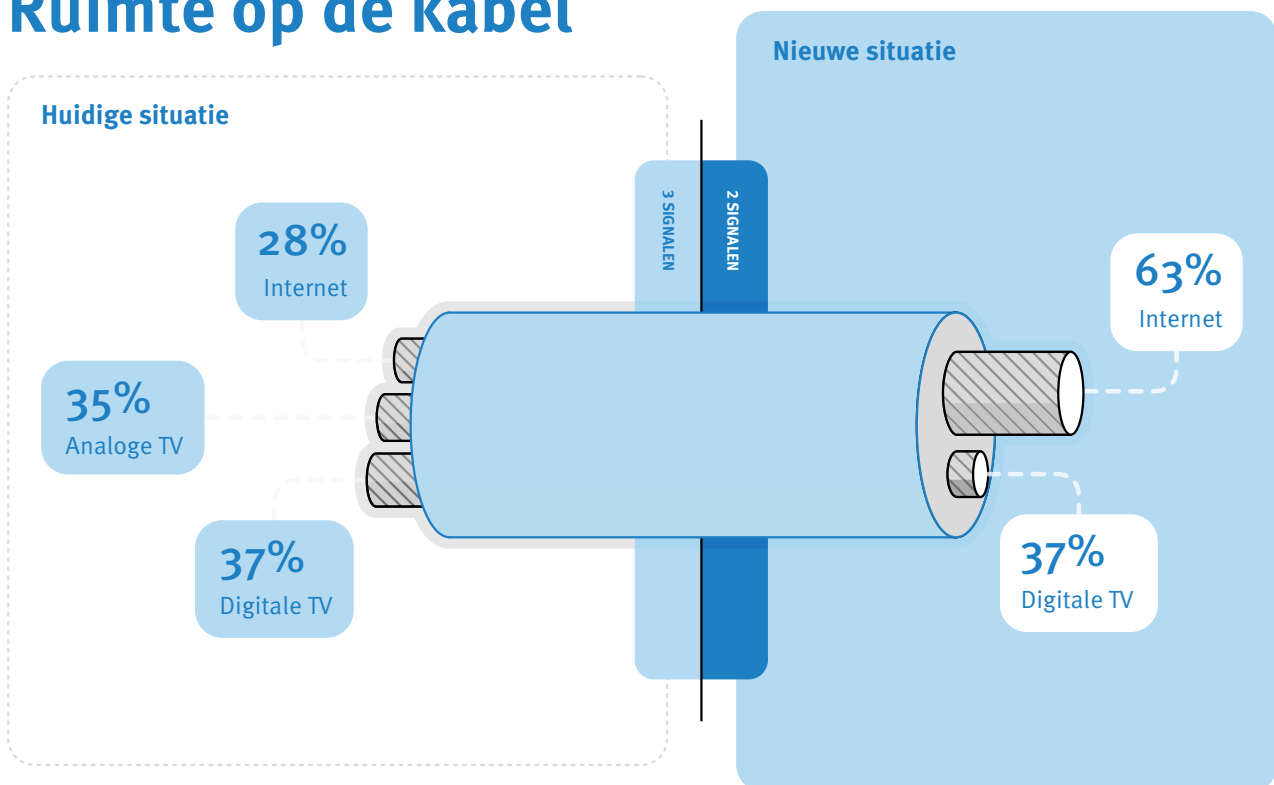 Ruimte op de kabel
Huidige situatie
28%
Internet
35%
Analoge TV
37%
Digitale TV
3 SIGNALEN
2 SIGNALEN
Nieuwe situatie
63%
Internet
37%
Digitale TV